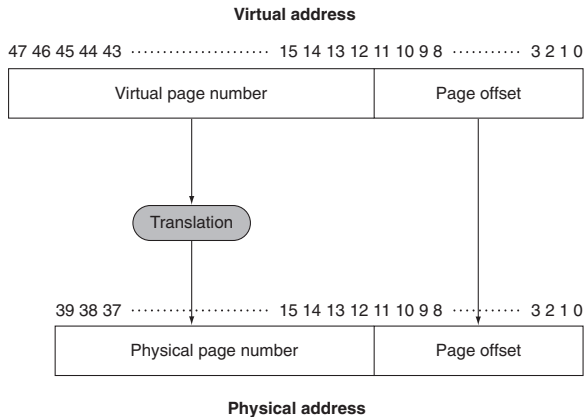 Virtual address
47 46 45 44 43 ··················· 15 14 13 12 11 10 9 8 ·········· 3 2 1 0
Virtual page number Page offset
Translation
39 38 37 ··················· 15 14 13 12 11 10 9 8 ·········· 3 2 1 0
Physical page number Page offset
Physical address